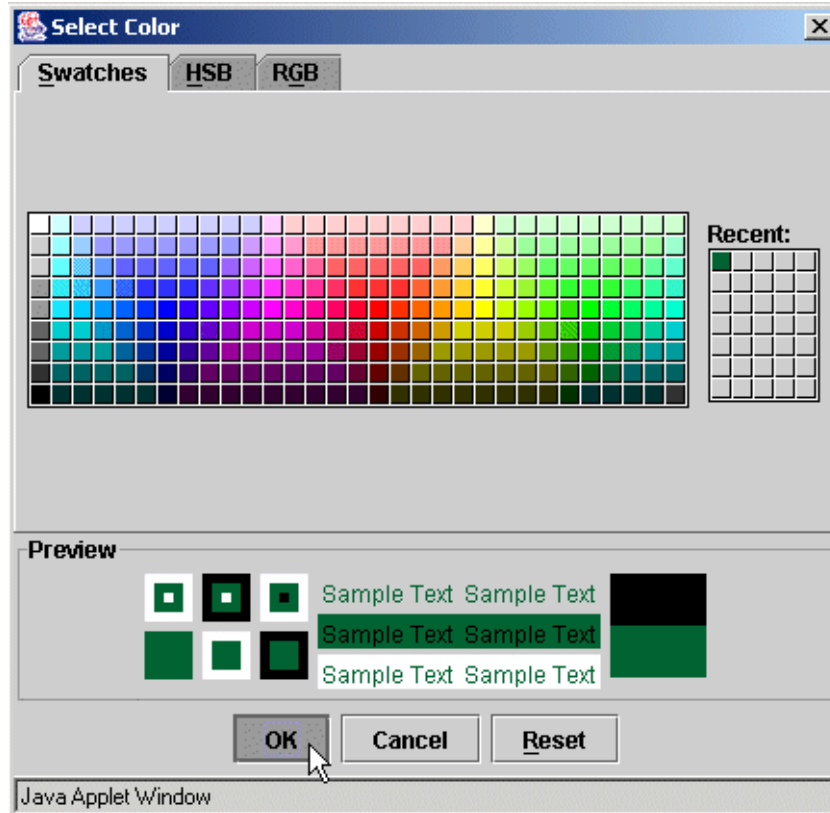 Select Color
Swatches HSB RGB
Recent:
Preview
Sample Text Sample Text
Sample Text Sample Text
Sample Text Sample Text
OK Cancel Reset
Java Applet Window